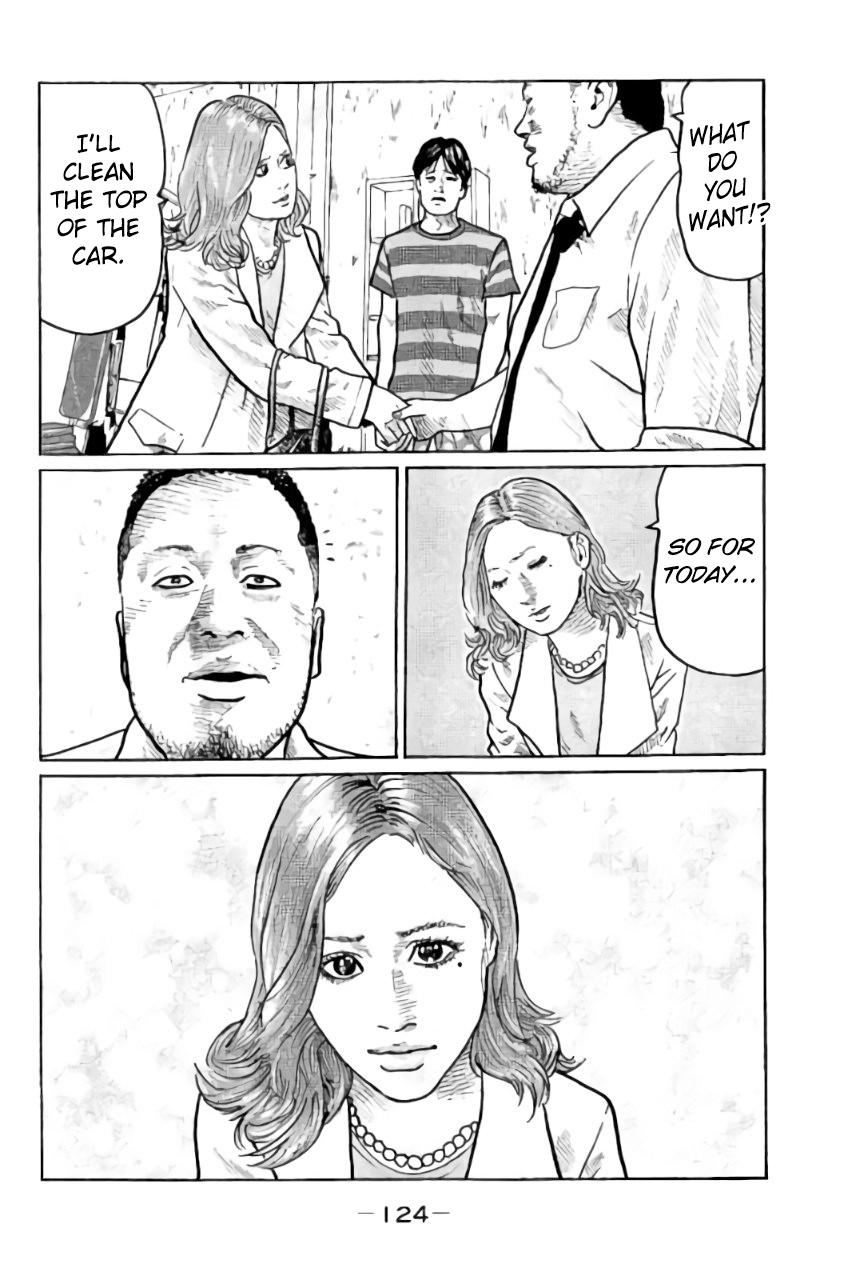 WHAT
DO
YOU
WANT!?
I'LL
CLEAN
THE TOP
OF THE
CAR.
SO FOR
TODAY...
-124-